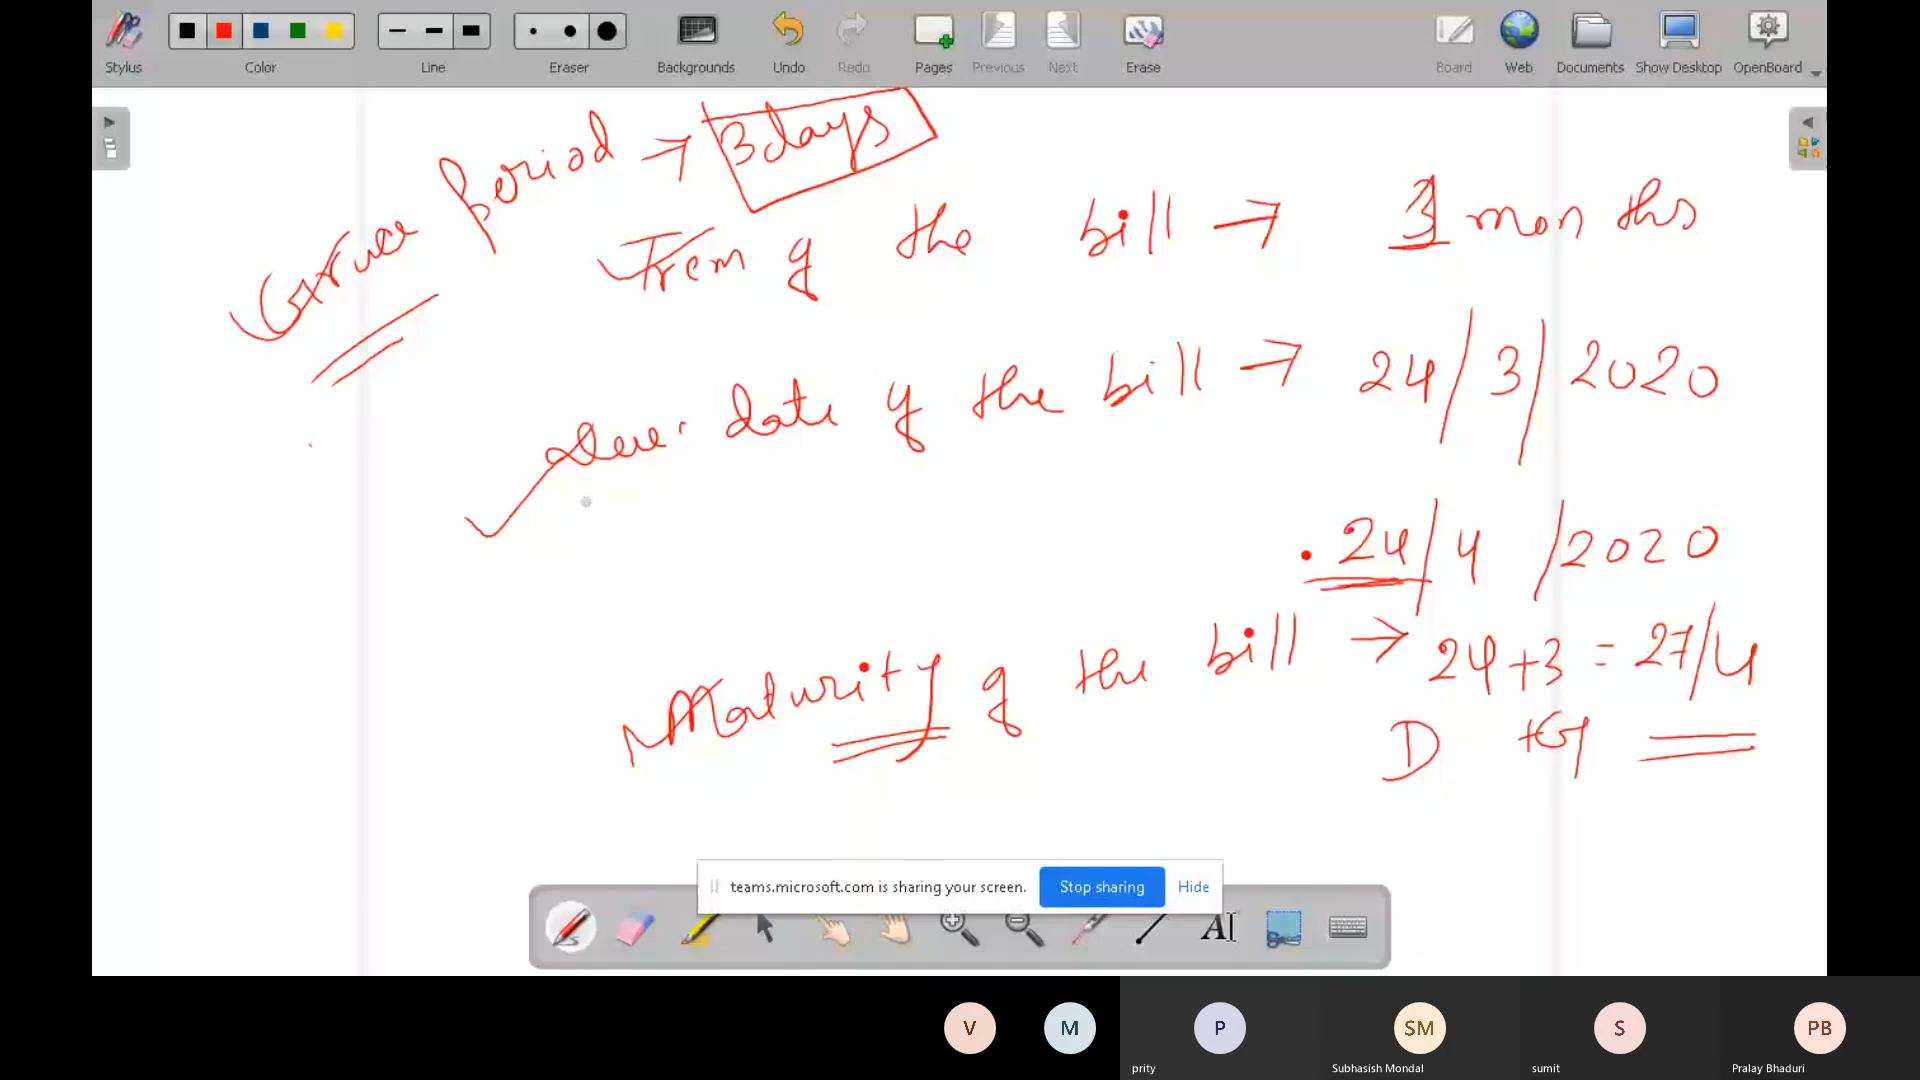 Stylus Color Line Eraser Backgrounds Undo Redo Pages Previous Next Erase Board Web Documents Show Desktop OpenBoard
Grace period → 3 days
Trem of the bill → 1 months
Due date of the bill → 24/3/2020
24/4/2020
Maturity of the bill → 24+3 = 27/4
D +G
teams.microsoft.com is sharing your screen. Stop sharing Hide
AI
V M P SM S PB
prity Subhasish Mondal sumit Pralay Bhaduri